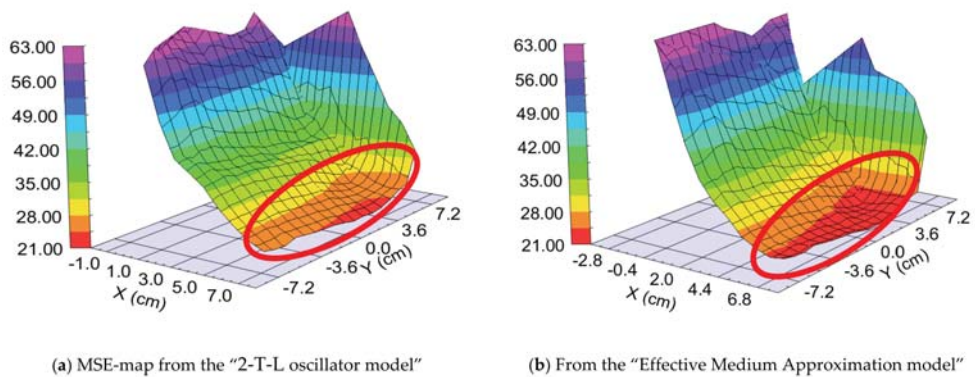 63.00
56.00
49.00
42.00
35.00
28.00
21.00
-1.0 1.0 3.0 5.0 7.0
X (cm)
-7.2 -3.6 0.0 3.6 7.2
Y (cm)
63.00
56.00
49.00
42.00
35.00
28.00
21.00
-2.8 -0.4 2.0 4.4 6.8
X (cm)
-7.2 -3.6 0.0 3.6 7.2
Y (cm)
(a) MSE-map from the “2-T-L oscillator model”
(b) From the “Effective Medium Approximation model”